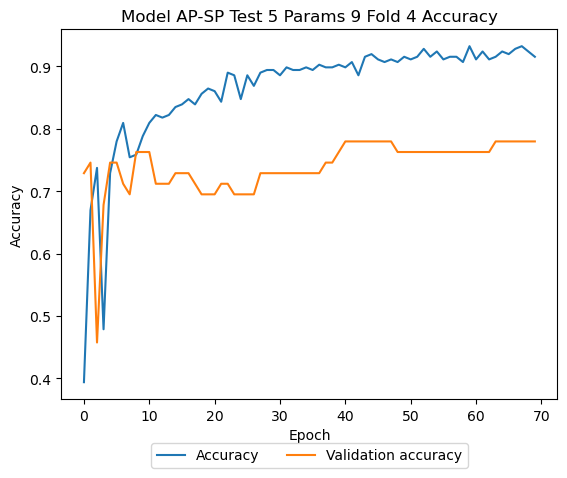 Model AP-SP Test 5 Params 9 Fold 4 Accuracy
Accuracy
0.9
0.8
0.7
0.6
0.5
0.4
0 10 20 30 40 50 60 70
Epoch
Accuracy Validation accuracy